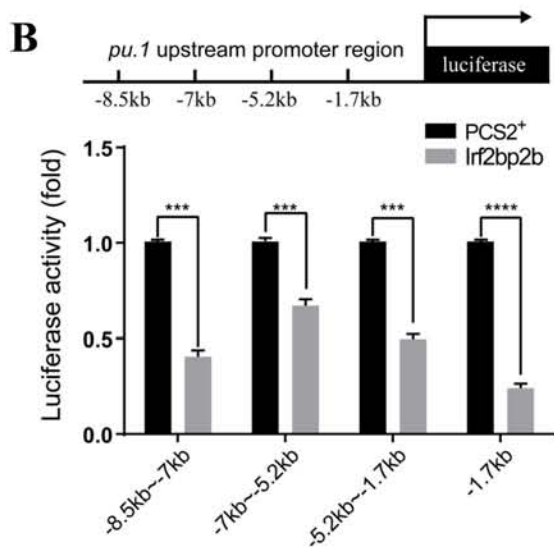 B
pu.1 upstream promoter region
luciferase
-8.5kb -7kb -5.2kb -1.7kb
PCS2+
Irf2bp2b
Luciferase activity (fold)
1.5
1.0
0.5
0.0
*** *** *** ****
-8.5kb~-7kb
-7kb~-5.2kb
-5.2kb~-1.7kb
-1.7kb